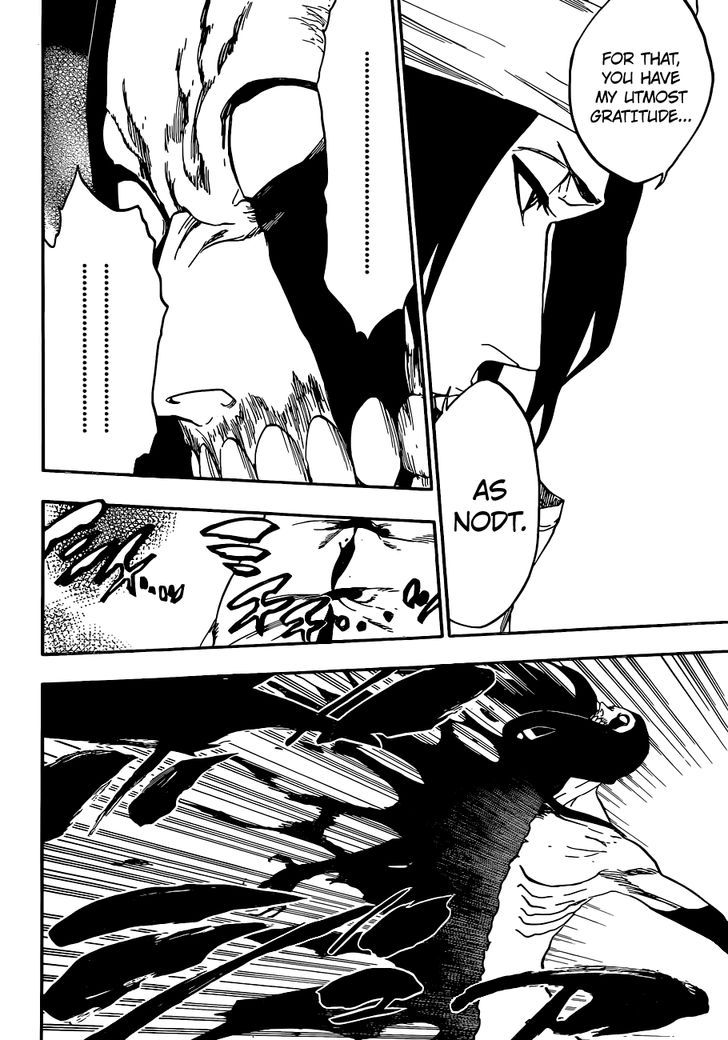 FOR THAT,
YOU HAVE
MY UTMOST
GRATITUDE...
AS
NODT.